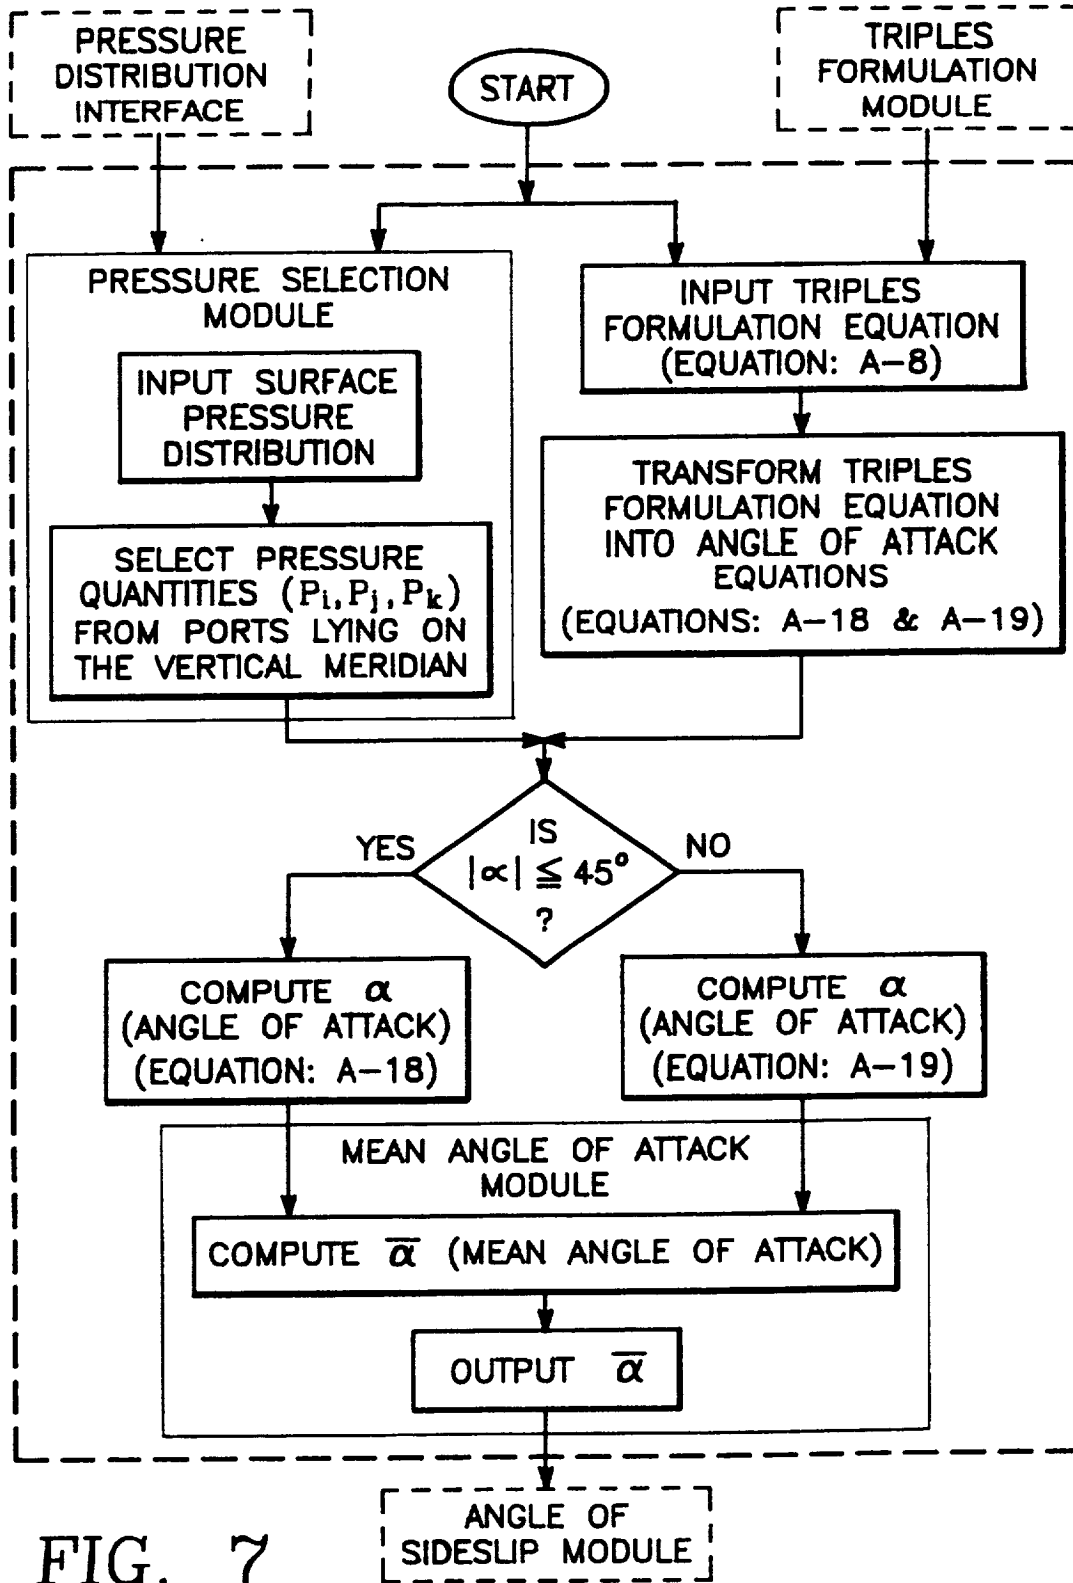 PRESSURE
DISTRIBUTION
INTERFACE
START
TRIPLES
FORMULATION
MODULE
PRESSURE SELECTION
MODULE
INPUT SURFACE
PRESSURE
DISTRIBUTION
SELECT PRESSURE
QUANTITIES (Pi, Pj, Pk)
FROM PORTS LYING ON
THE VERTICAL MERIDIAN
INPUT TRIPLES
FORMULATION EQUATION
(EQUATION: A-8)
TRANSFORM TRIPLES
FORMULATION EQUATION
INTO ANGLE OF ATTACK
EQUATIONS
(EQUATIONS: A-18 & A-19)
YES
IS
|∝| ≦ 45°
?
NO
COMPUTE α
(ANGLE OF ATTACK)
(EQUATION: A-18)
COMPUTE α
(ANGLE OF ATTACK)
(EQUATION: A-19)
MEAN ANGLE OF ATTACK
MODULE
COMPUTE α̅ (MEAN ANGLE OF ATTACK)
OUTPUT α̅
ANGLE OF
SIDESLIP MODULE
FIG. 7